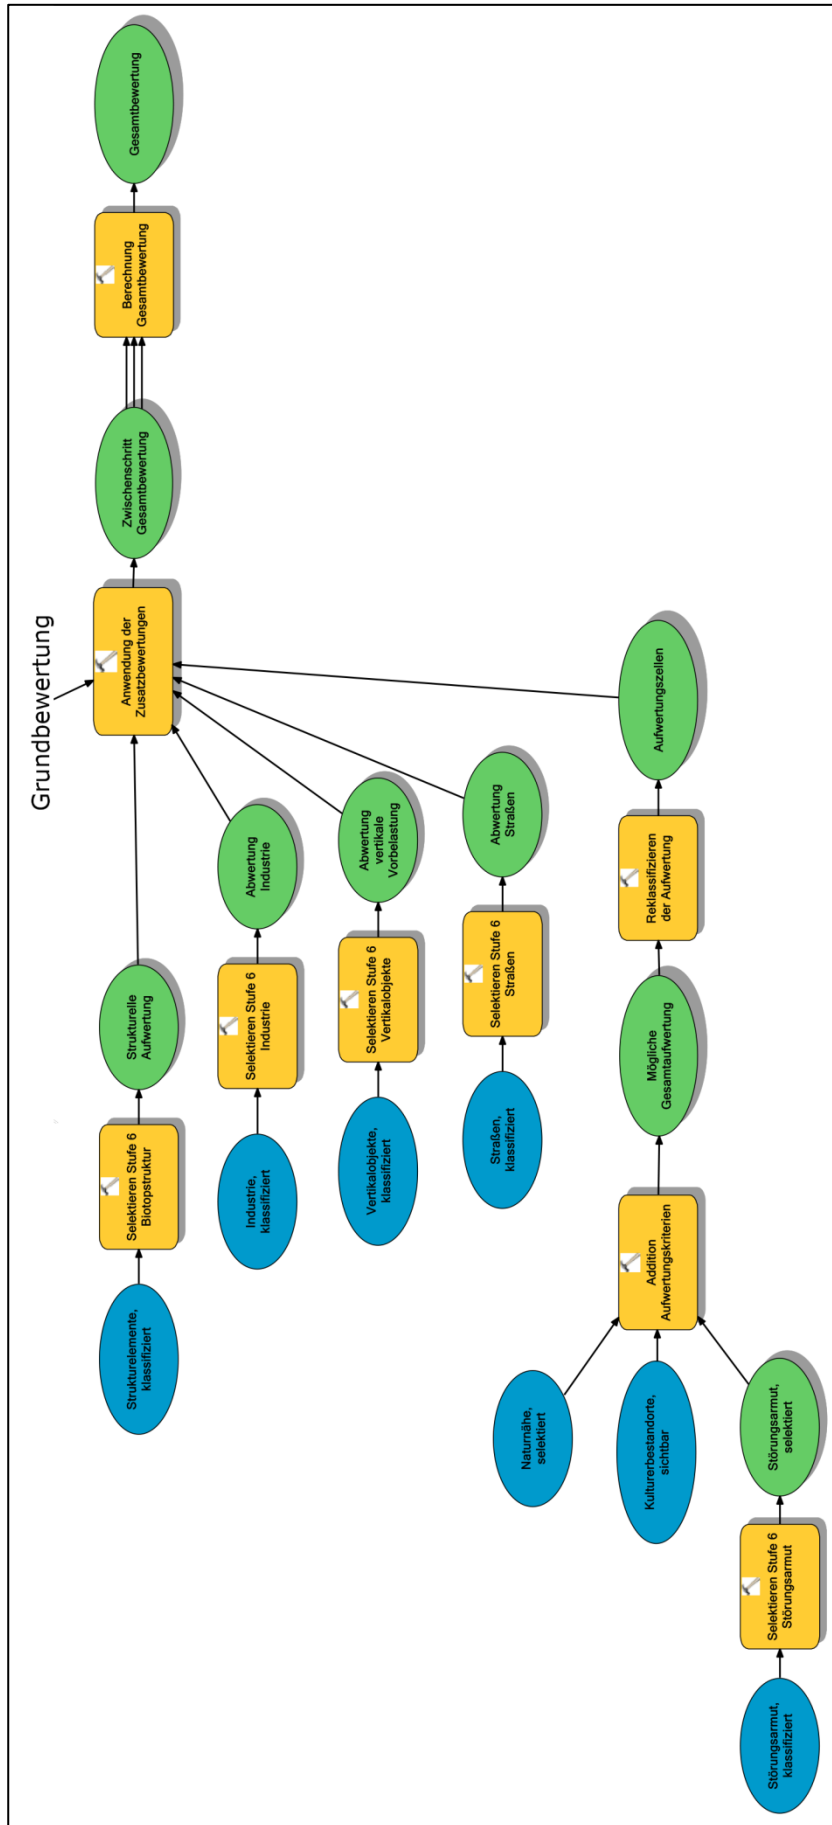 Grundbewertung
Strukturelemente,
klassifiziert
Selektieren Stufe 6
Biotopstruktur
Strukturelle
Aufwertung
Anwendung der
Zusatzbewertungen
Zwischenschritt
Gesamtbewertung
Berechnung
Gesamtbewertung
Gesamtbewertung
Industrie,
klassifiziert
Selektieren Stufe 6
Industrie
Abwertung
Industrie
Vertikalobjekte,
klassifiziert
Selektieren Stufe 6
Vertikalobjekte
Abwertung
vertikale
Vorbelastung
Straßen,
klassifiziert
Selektieren Stufe 6
Straßen
Abwertung
Straßen
Naturnähe,
selektiert
Kulturerbestandorte,
sichtbar
Addition
Aufwertungskriterien
Mögliche
Gesamtaufwertung
Reklassifizieren
der Aufwertung
Aufwertungszellen
Störungsarmut,
klassifiziert
Selektieren Stufe 6
Störungsarmut
Störungsarmut,
selektiert